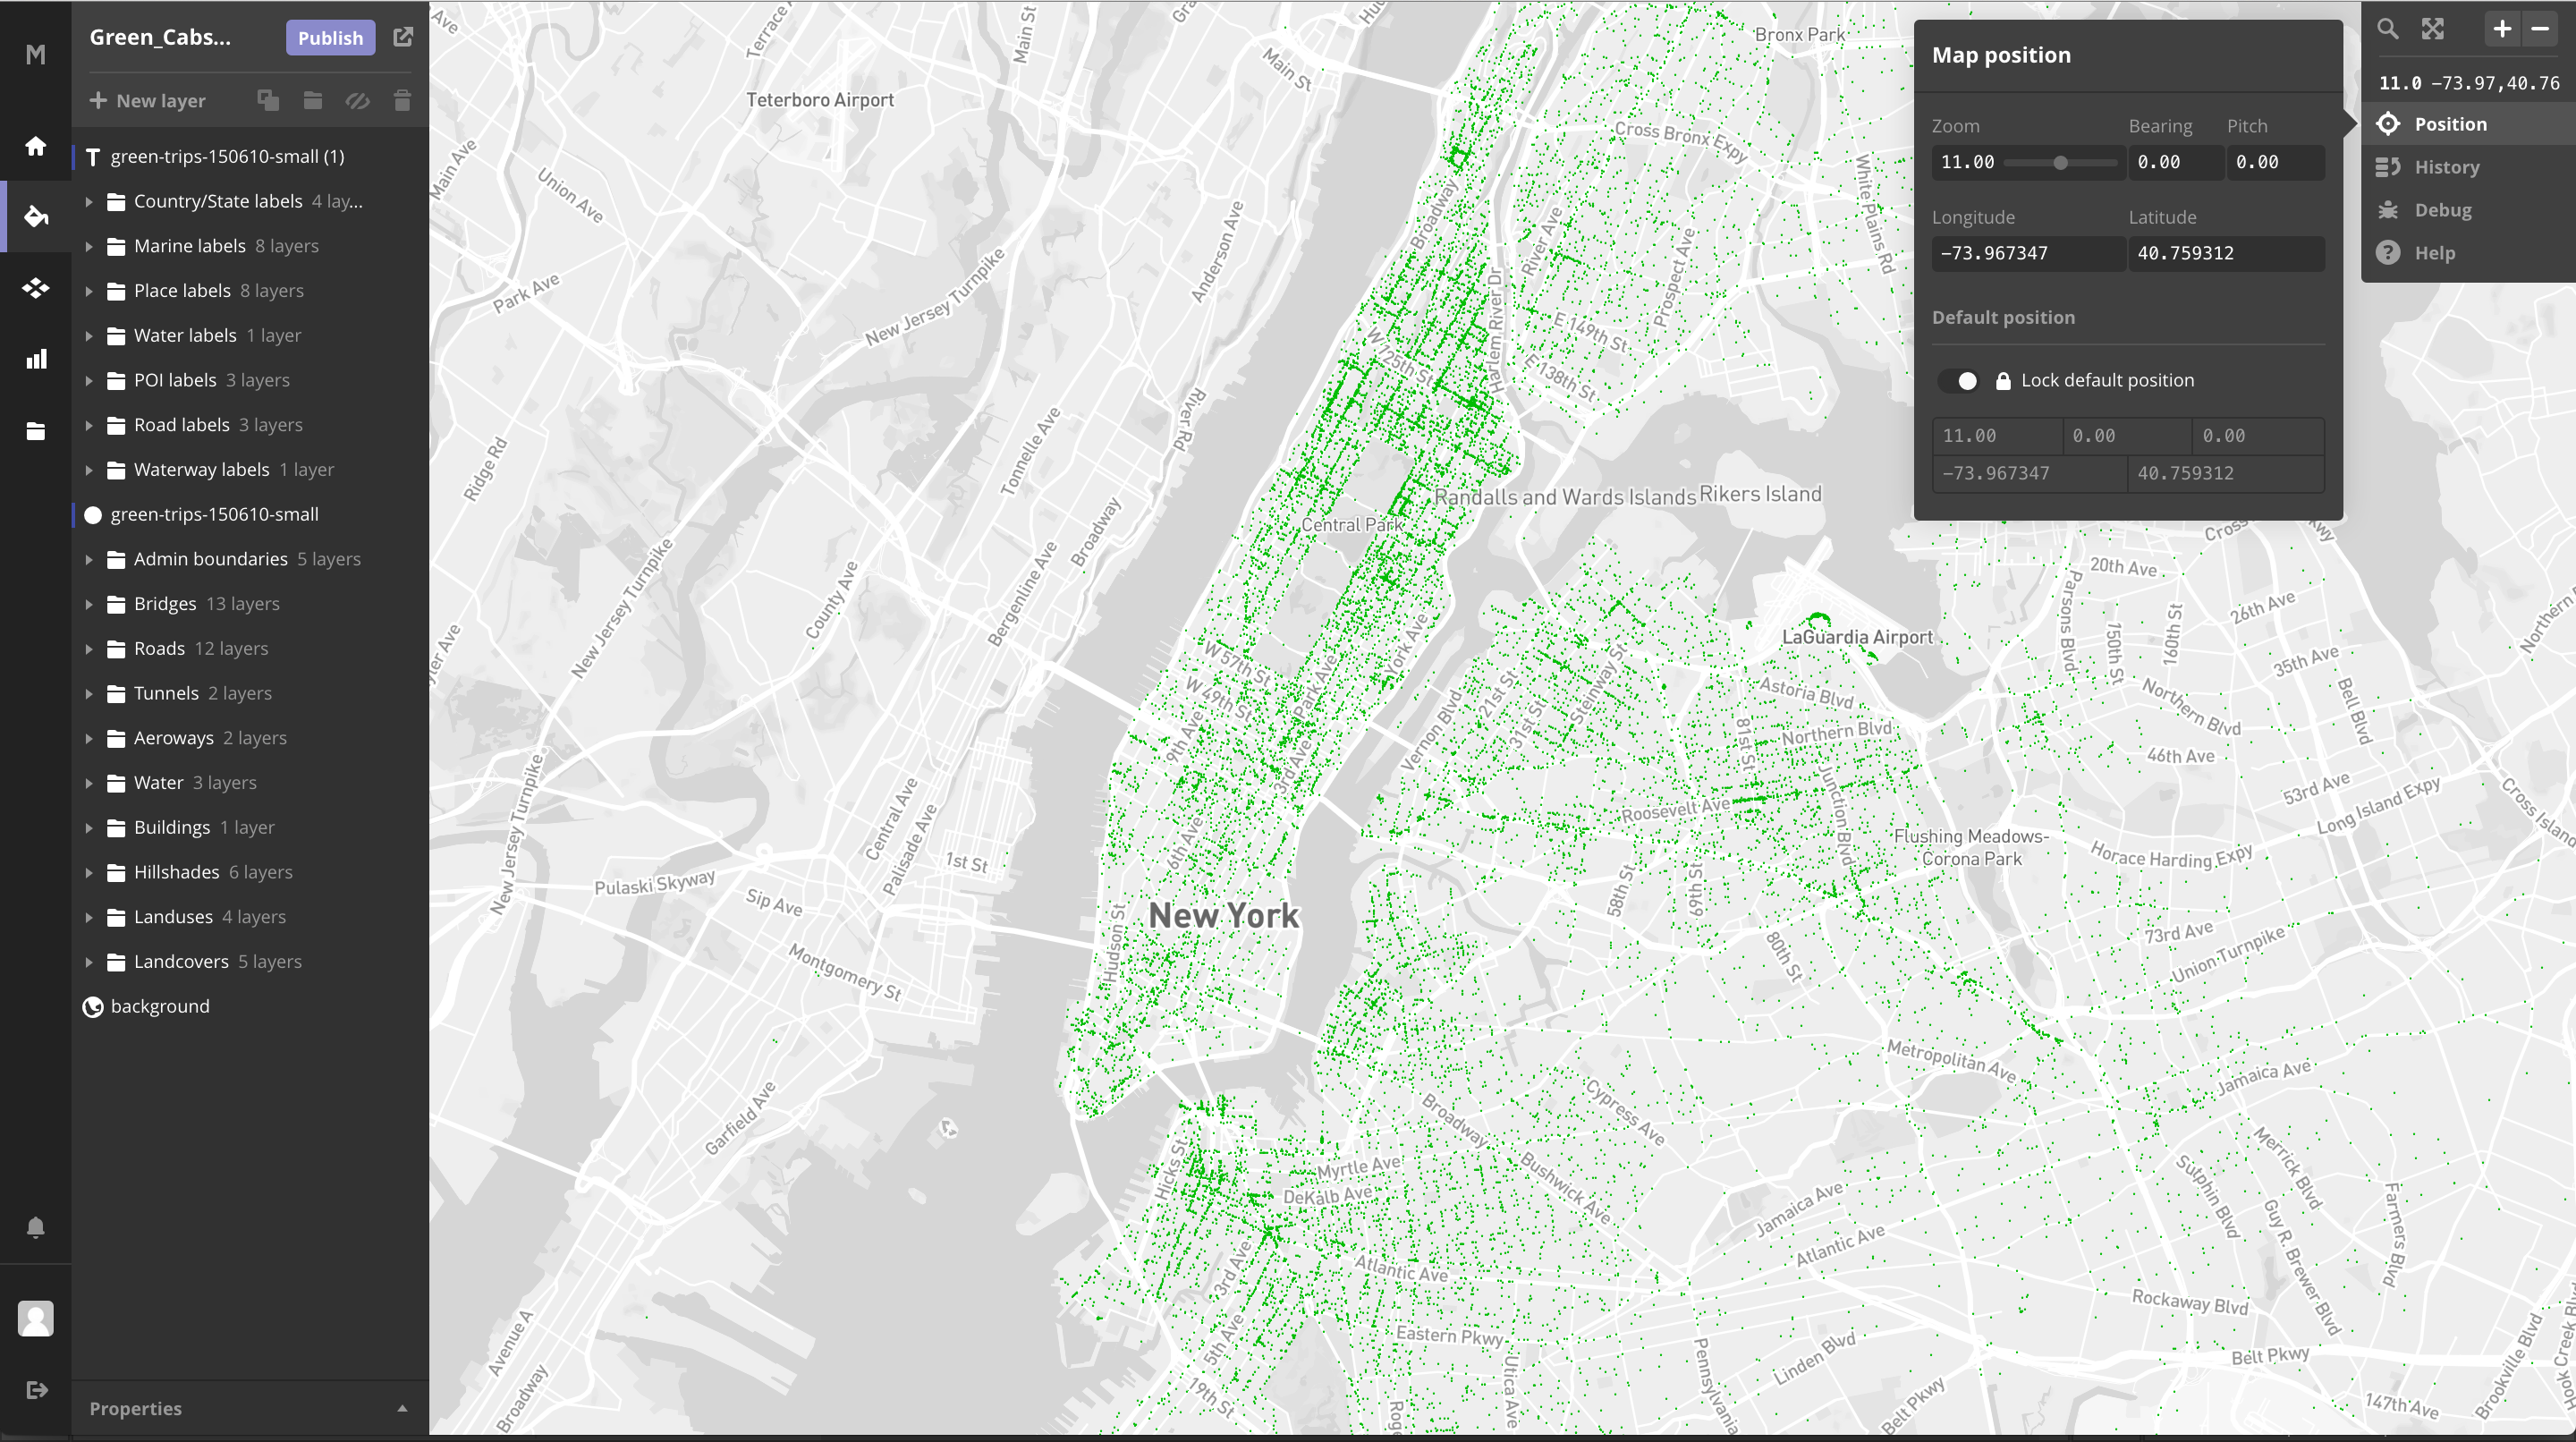 M
Green_Cabs...
Publish
New layer
green-trips-150610-small (1)
Country/State labels 4 lay...
Marine labels 8 layers
Place labels 8 layers
Water labels 1 layer
POI labels 3 layers
Road labels 3 layers
Waterway labels 1 layer
green-trips-150610-small
Admin boundaries 5 layers
Bridges 13 layers
Roads 12 layers
Tunnels 2 layers
Aeroways 2 layers
Water 3 layers
Buildings 1 layer
Hillshades 6 layers
Landuses 4 layers
Landcovers 5 layers
background
Properties
Main St
Main St
Teterboro Airport
Main Ave
Union Ave
Park Ave
New Jersey Turnpike
Anderson Ave
River Rd
Tonnelle Ave
Ridge Rd
Broadway
Bergenline Ave
County Ave
New Jersey Turnpike
New Jersey Turnpike
Central Ave
Palisade Ave
1st St
Pulaski Skyway
Sip Ave
Montgomery St
Garfield Ave
Avenue A
Broadway
Bronx Park
Cross Bronx Expy
White Plains Rd
Broadway
River Ave
Prospect Ave
Harlem River Dr
E 149th St
E 138th St
W 125th St
Randalls and Wards Islands
Rikers Island
Central Park
LaGuardia Airport
W 57th St
W 49th St
York Ave
Park Ave
9th Ave
3rd Ave
6th Ave
Vernon Blvd
21st St
31st St
Steinway St
Astoria Blvd
81st St
Northern Blvd
Junction Blvd
Roosevelt Ave
58th St
69th St
80th St
Flushing Meadows-
Corona Park
New York
Hudson St
20th Ave
Parsons Blvd
150th St
160th St
26th Ave
35th Ave
Bell Blvd
Northern Blvd
46th Ave
53rd Ave
Long Island Expy
Horace Harding Expy
73rd Ave
Union Turnpike
Metropolitan Ave
Jamaica Ave
Cypress Ave
Broadway
Bushwick Ave
Myrtle Ave
DeKalb Ave
Hicks St
3rd Ave
5th Ave
19th St
Atlantic Ave
Eastern Pkwy
Utica Ave
Jamaica Ave
Atlantic Ave
Linden Blvd
Belt Pkwy
Pennsylvania
Sutphin Blvd
Merrick Blvd
Guy R. Brewer Blvd
Farmers Blvd
Rockaway Blvd
Belt Pkwy
147th Ave
Brookville Blvd
Map position
Zoom Bearing Pitch
11.00 0.00 0.00
Longitude Latitude
-73.967347 40.759312
Default position
Lock default position
11.00 0.00 0.00
-73.967347 40.759312
11.0 -73.97,40.76
Position
History
Debug
Help